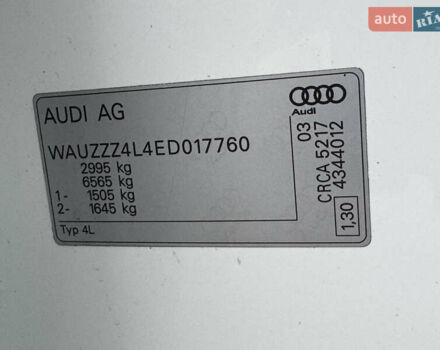 auto RIA
AUDI AG
Audi
WAUZZZ4L4ED017760
2995 kg
6565 kg
1- 1505 kg
2- 1645 kg
Typ 4L
03
CRCA 5217
4344012
1,30